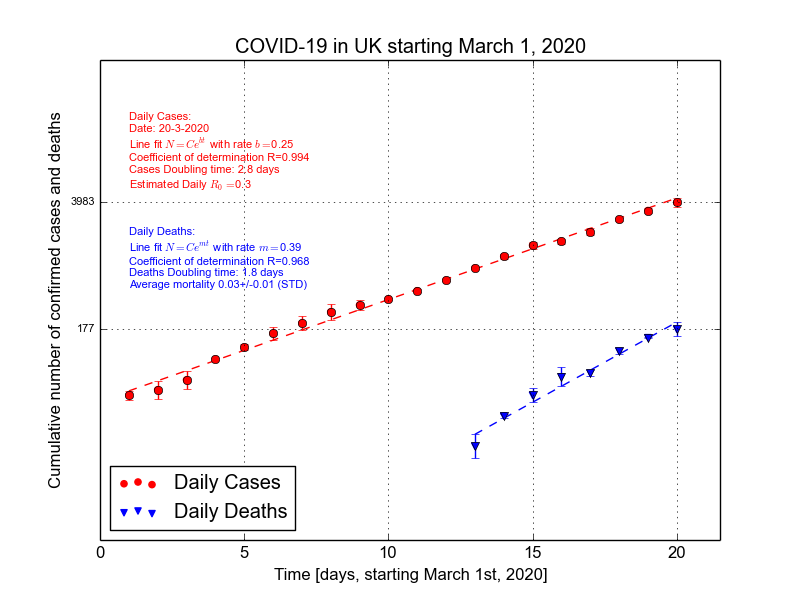 COVID-19 in UK starting March 1, 2020
Daily Cases:
Date: 20-3-2020
Line fit N=Ce^{bt} with rate b=0.25
Coefficient of determination R=0.994
Cases Doubling time: 2.8 days
Estimated Daily R_0 =0.3
Daily Deaths:
Line fit N=Ce^{mt} with rate m=0.39
Coefficient of determination R=0.968
Deaths Doubling time: 1.8 days
Average mortality 0.03+/-0.01 (STD)
Cumulative number of confirmed cases and deaths
3983
177
Daily Cases
Daily Deaths
0 5 10 15 20
Time [days, starting March 1st, 2020]